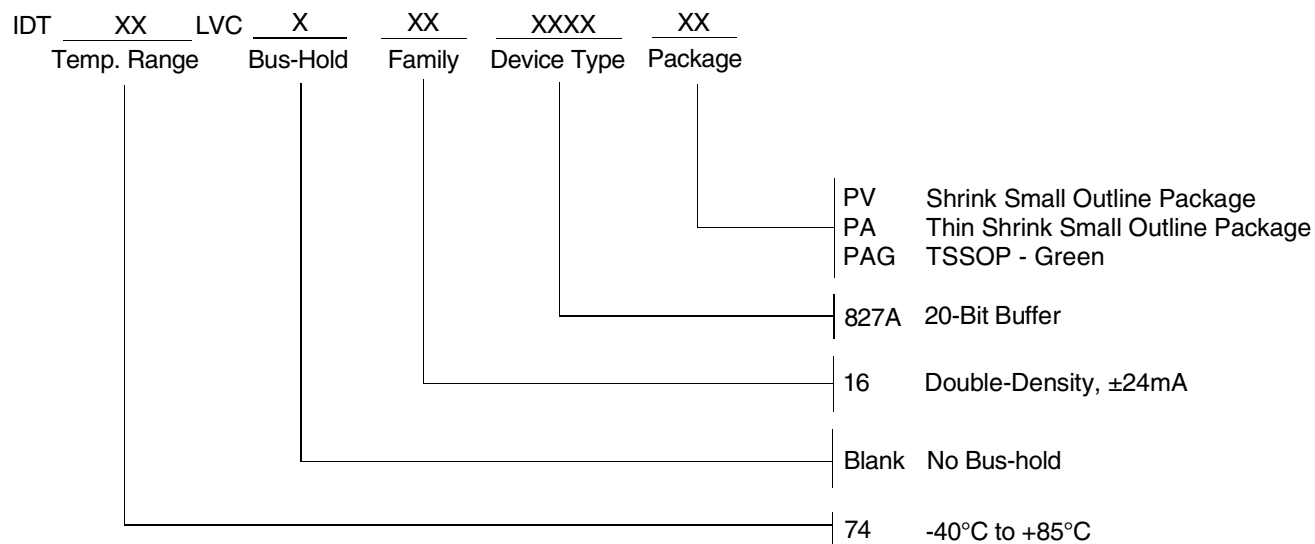 IDT XX LVC X XX XXXX XX
Temp. Range Bus-Hold Family Device Type Package
PV Shrink Small Outline Package
PA Thin Shrink Small Outline Package
PAG TSSOP - Green
827A 20-Bit Buffer
16 Double-Density, ±24mA
Blank No Bus-hold
74 -40°C to +85°C